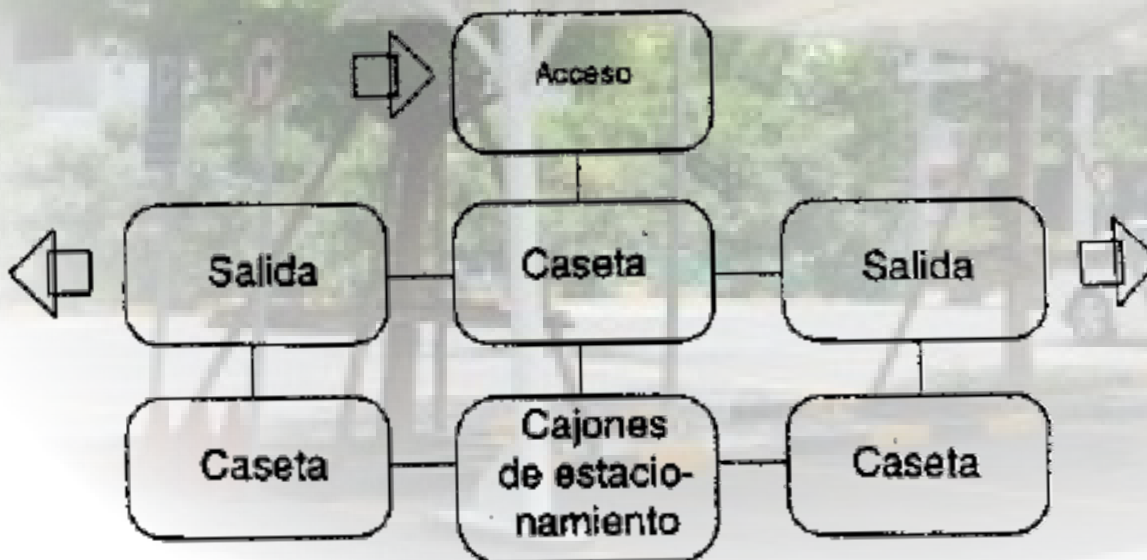 Acceso
Salida
Caseta
Salida
Caseta
Cajones
de estacio-
namiento
Caseta